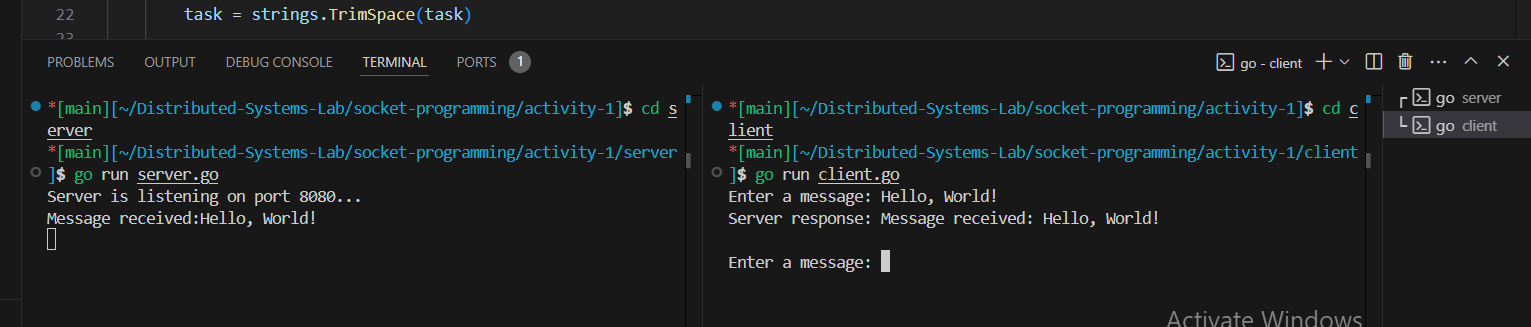 22 task = strings.TrimSpace(task)
23
PROBLEMS OUTPUT DEBUG CONSOLE TERMINAL PORTS 1
go - client
*[main][~/Distributed-Systems-Lab/socket-programming/activity-1]$ cd s
erver
*[main][~/Distributed-Systems-Lab/socket-programming/activity-1/server
]$ go run server.go
Server is listening on port 8080...
Message received:Hello, World!
*[main][~/Distributed-Systems-Lab/socket-programming/activity-1]$ cd c
lient
*[main][~/Distributed-Systems-Lab/socket-programming/activity-1/client
]$ go run client.go
Enter a message: Hello, World!
Server response: Message received: Hello, World!
Enter a message:
go server
go client
Activate Windows